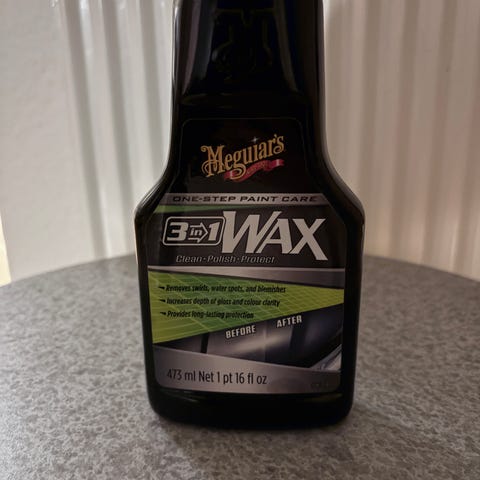 Meguiar's
ONE-STEP PAINT CARE
3in1 WAX
Clean • Polish • Protect
Removes swirls, water spots, and blemishes
Increases depth of gloss and colour clarity
Provides long-lasting protection
BEFORE AFTER
473 ml Net 1 pt 16 fl oz